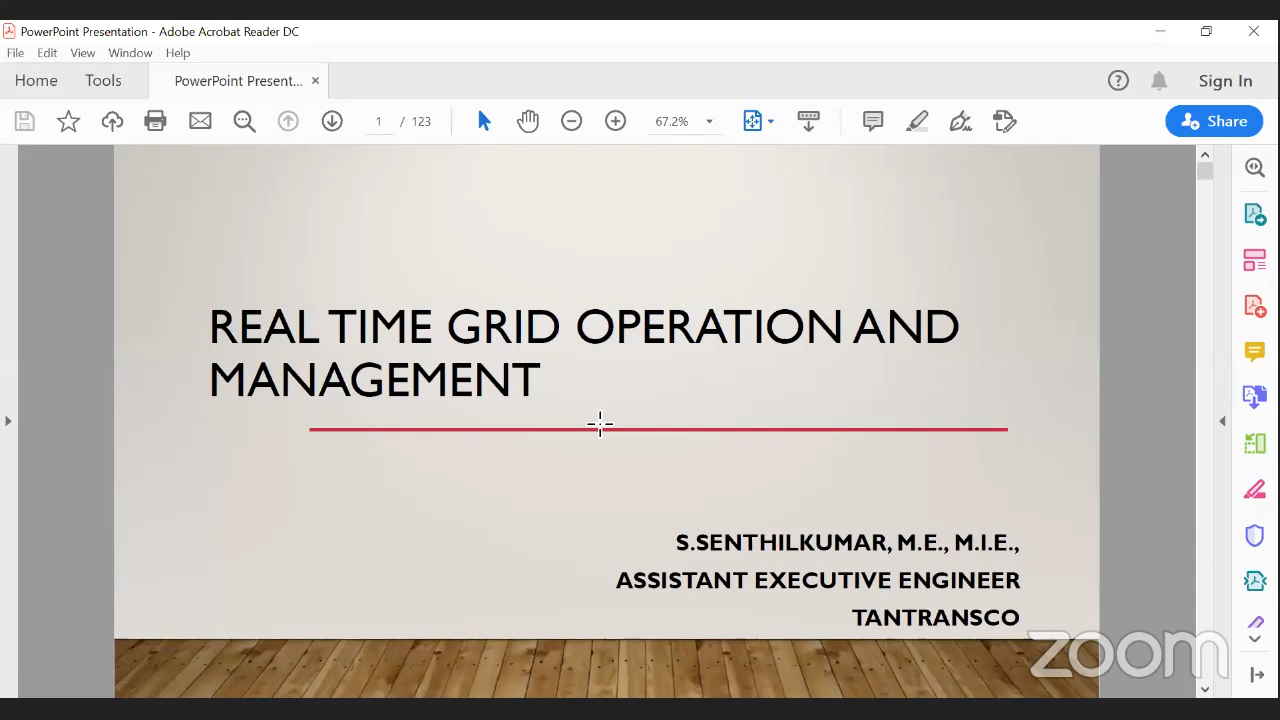 PowerPoint Presentation - Adobe Acrobat Reader DC
File Edit View Window Help
Home Tools PowerPoint Present... × Sign In
1 / 123 67.2% Share
REAL TIME GRID OPERATION AND
MANAGEMENT
S.SENTHILKUMAR, M.E., M.I.E.,
ASSISTANT EXECUTIVE ENGINEER
TANTRANSCO
zoom